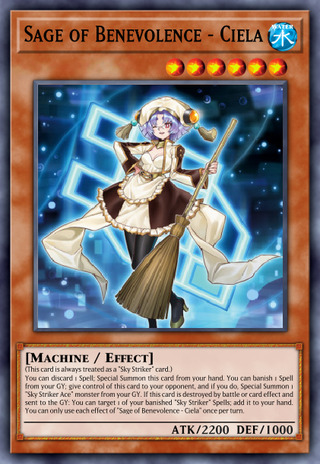 Sage of Benevolence - Ciela
WATER
水
[Machine / Effect]
(This card is always treated as a "Sky Striker" card.)
You can discard 1 Spell; Special Summon this card from your hand. You can banish 1 Spell
from your GY; give control of this card to your opponent, and if you do, Special Summon 1
"Sky Striker Ace" monster from your GY. If this card is destroyed by battle or card effect and
sent to the GY: You can target 1 of your banished "Sky Striker" Spells; add it to your hand.
You can only use each effect of "Sage of Benevolence - Ciela" once per turn.
ATK/2200 DEF/1000